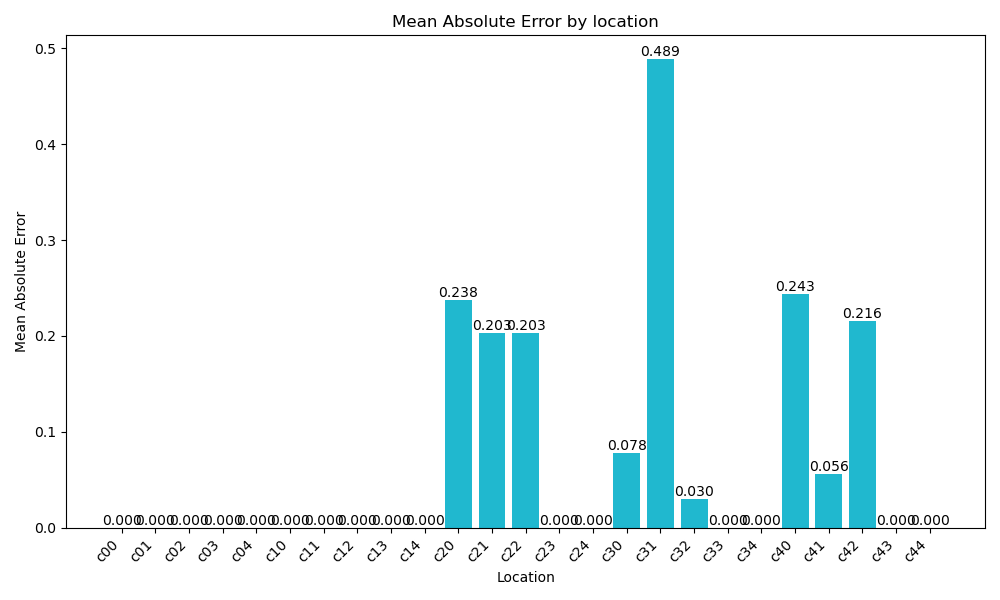 Mean Absolute Error by location
Mean Absolute Error
0.5
0.4
0.3
0.2
0.1
0.0
0.000 0.000 0.000 0.000 0.000 0.000 0.000 0.000 0.000 0.000 0.238 0.203 0.203 0.000 0.000 0.078 0.489 0.030 0.000 0.000 0.243 0.056 0.216 0.000 0.000
c00 c01 c02 c03 c04 c10 c11 c12 c13 c14 c20 c21 c22 c23 c24 c30 c31 c32 c33 c34 c40 c41 c42 c43 c44
Location